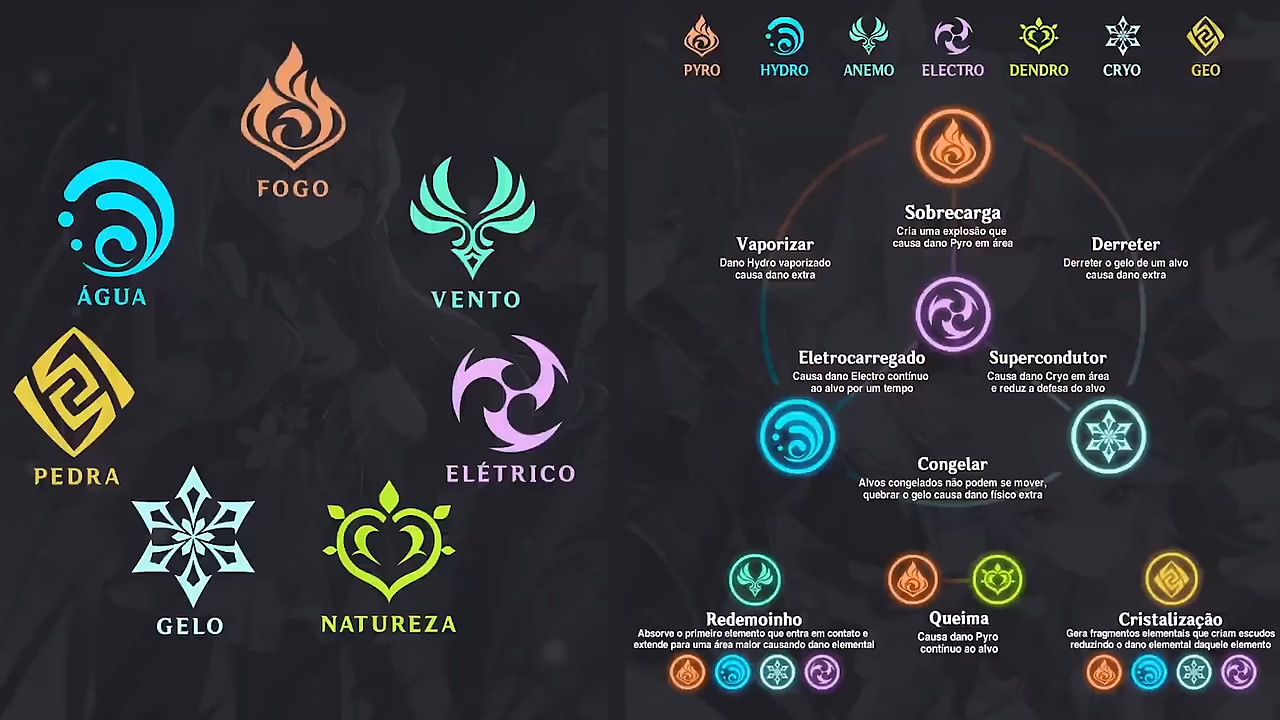 FOGO
ÁGUA
VENTO
PEDRA
ELÉTRICO
GELO
NATUREZA
PYRO
HYDRO
ANEMO
ELECTRO
DENDRO
CRYO
GEO
Sobrecarga
Cria uma explosão que
causa dano Pyro em área
Vaporizar
Dano Hydro vaporizado
causa dano extra
Derreter
Derreter o gelo de um alvo
causa dano extra
Eletrocarregado
Causa dano Electro contínuo
ao alvo por um tempo
Supercondutor
Causa dano Cryo em área
e reduz a defesa do alvo
Congelar
Alvos congelados não podem se mover,
quebrar o gelo causa dano físico extra
Redemoinho
Absorve o primeiro elemento que entra em contato e
extende para uma área maior causando dano elemental
Queima
Causa dano Pyro
contínuo ao alvo
Cristalização
Gera fragmentos elementais que criam escudos
reduzindo o dano elemental daquele elemento